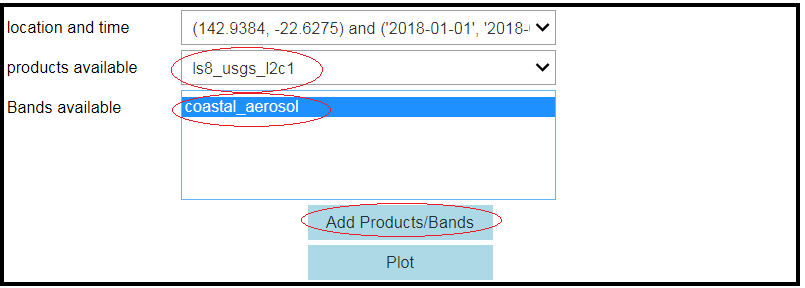 location and time
(142.9384, -22.6275) and ('2018-01-01', '2018-
products available
ls8_usgs_l2c1
Bands available
coastal_aerosol
Add Products/Bands
Plot